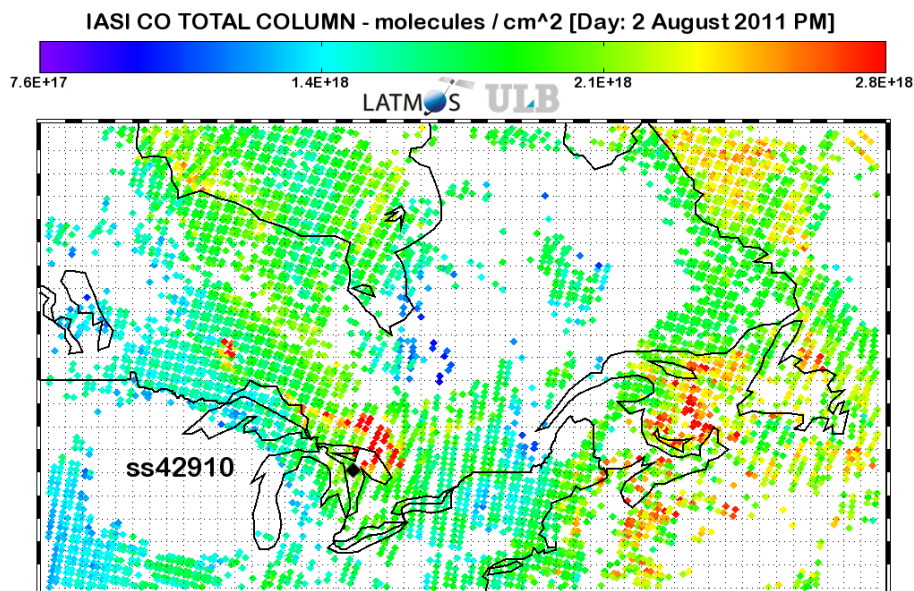 IASI CO TOTAL COLUMN - molecules / cm^2 [Day: 2 August 2011 PM]
7.6E+17 1.4E+18 2.1E+18 2.8E+18
LATMOS ULB
ss42910